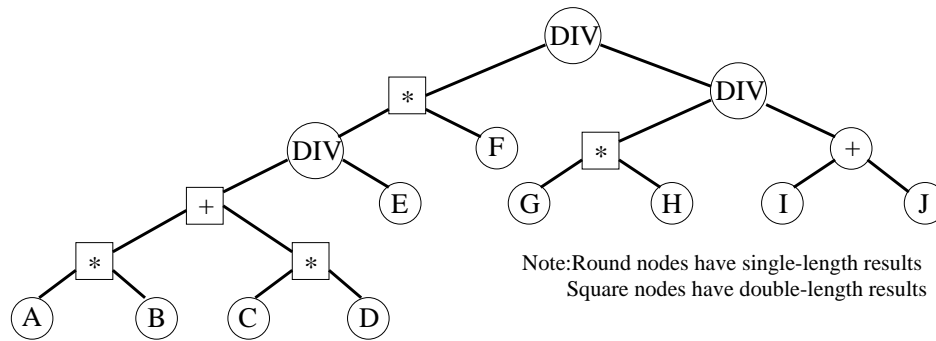 DIV
* DIV
DIV F * +
+ E G H I J
* *
Note:Round nodes have single-length results
A B C D
Square nodes have double-length results